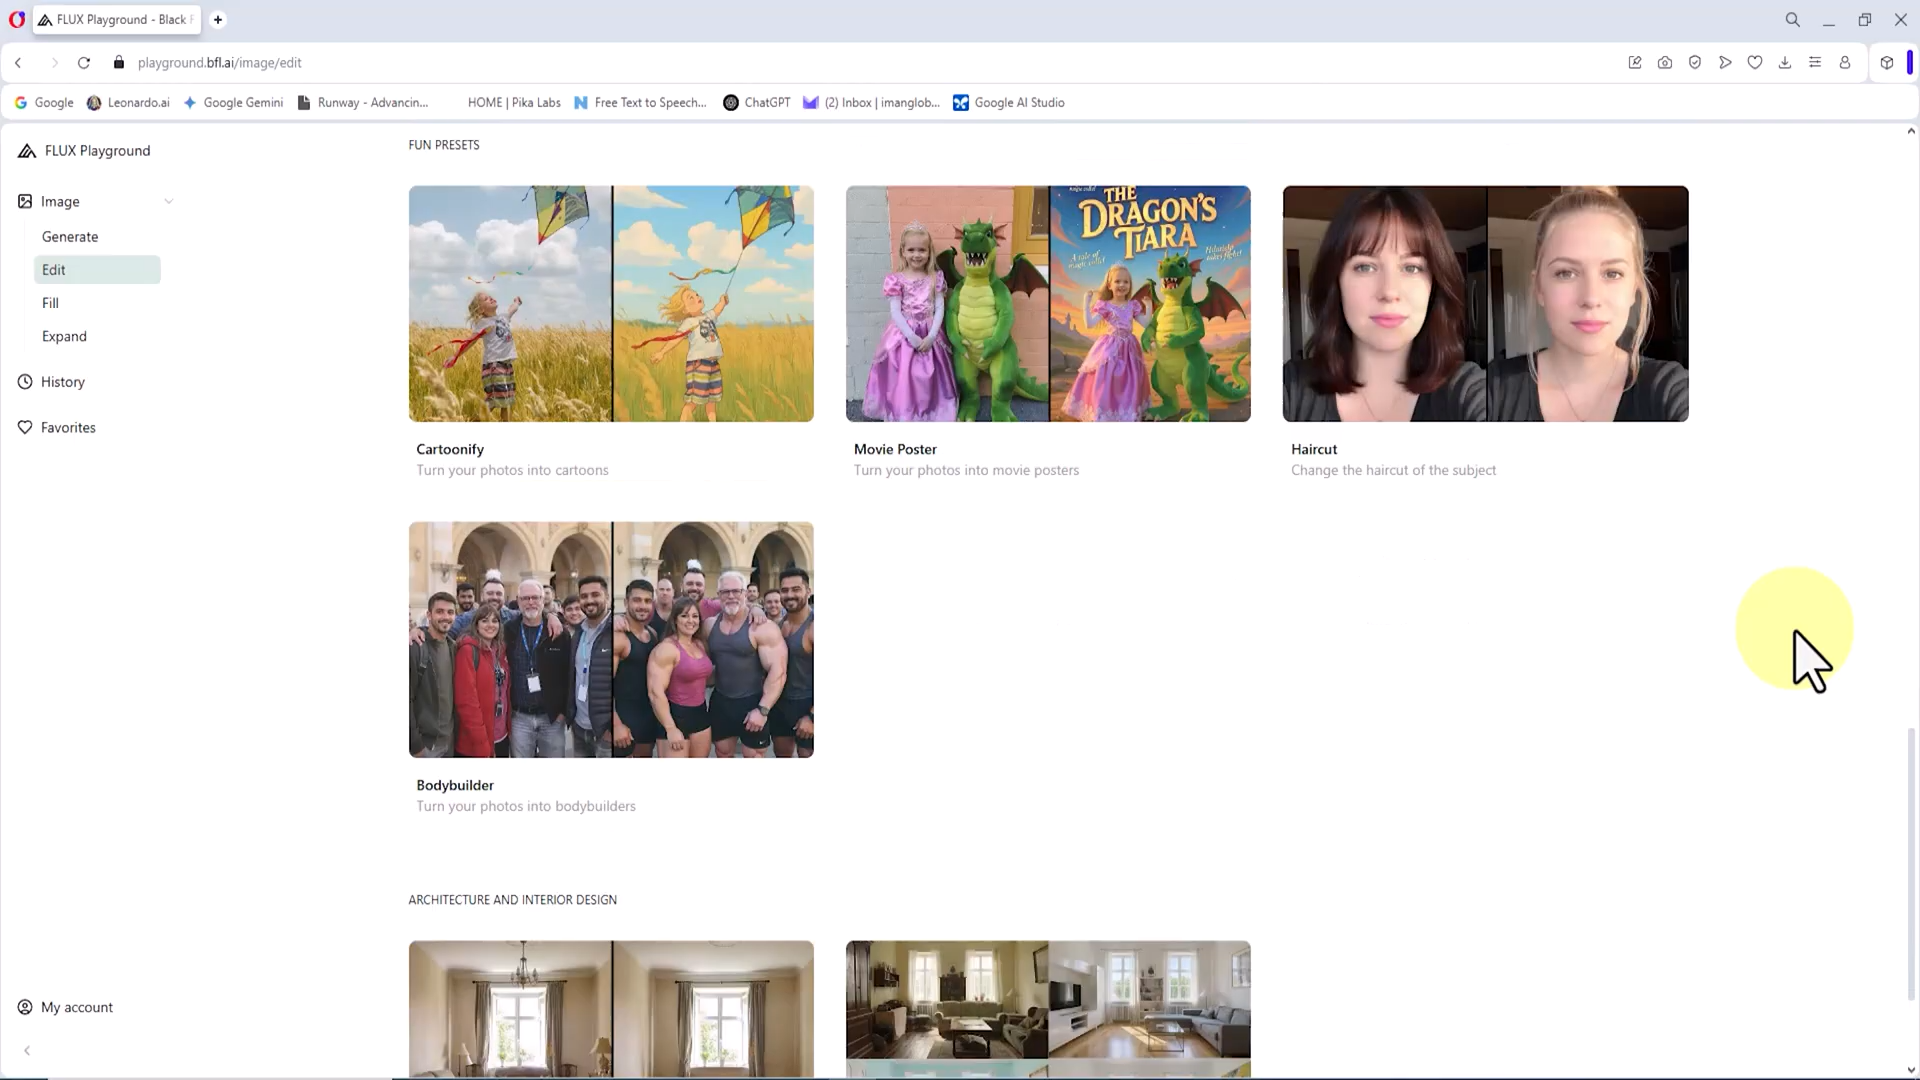 FLUX Playground - Black F
playground.bfl.ai/image/edit
Google
Leonardo.ai
Google Gemini
Runway - Advancin...
HOME | Pika Labs
Free Text to Speech...
ChatGPT
(2) Inbox | imanglob...
Google AI Studio
FLUX Playground
Image
Generate
Edit
Fill
Expand
History
Favorites
My account
FUN PRESETS
THE
DRAGON'S
TIARA
A tale of
Cartoonify
Turn your photos into cartoons
Movie Poster
Turn your photos into movie posters
Haircut
Change the haircut of the subject
Bodybuilder
Turn your photos into bodybuilders
ARCHITECTURE AND INTERIOR DESIGN